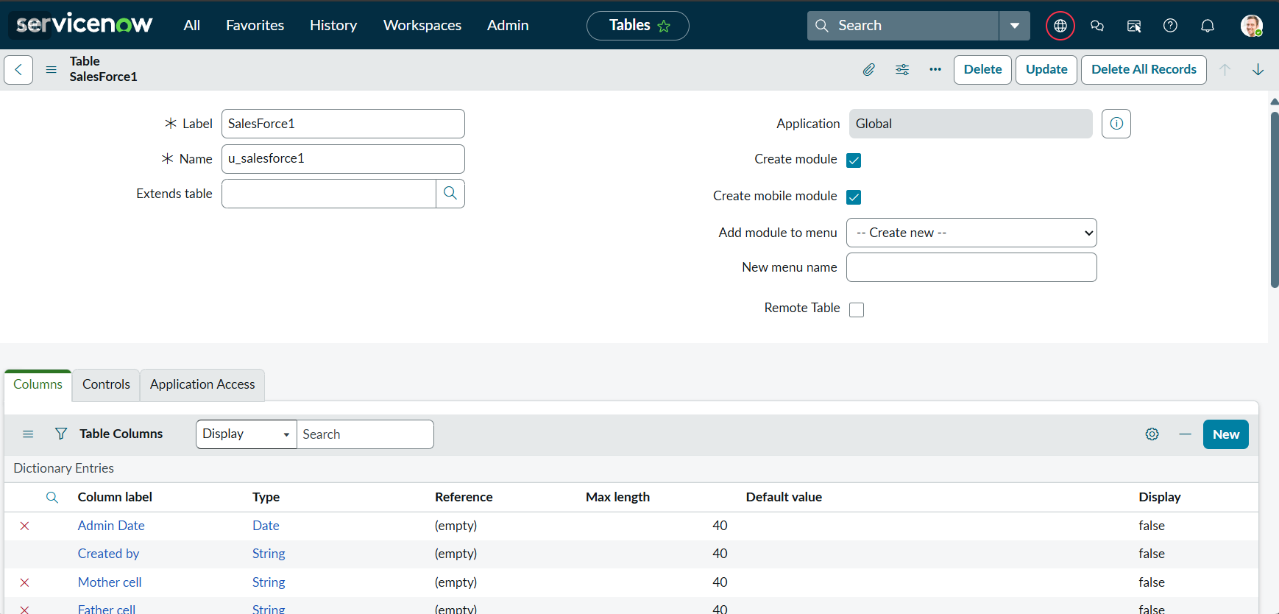 servicenow All Favorites History Workspaces Admin Tables Search
Table
SalesForce1
Delete Update Delete All Records
Label SalesForce1
Name u_salesforce1
Extends table
Application Global
Create module
Create mobile module
Add module to menu -- Create new --
New menu name
Remote Table
Columns Controls Application Access
Table Columns Display Search New
Dictionary Entries
Column label Type Reference Max length Default value Display
Admin Date Date (empty) 40 false
Created by String (empty) 40 false
Mother cell String (empty) 40 false
Father cell String (empty) 40 false